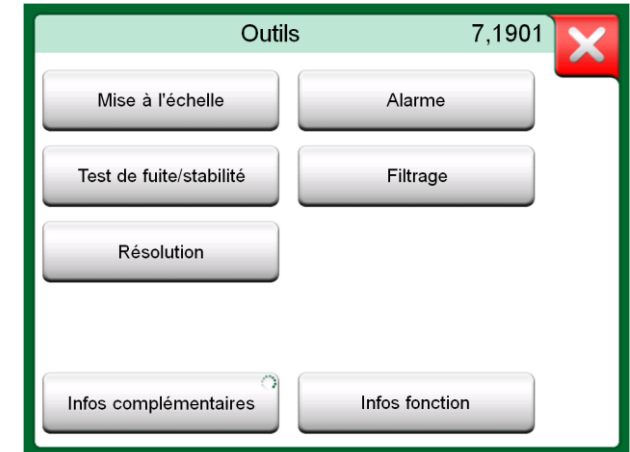 Outils 7,1901
Mise à l'échelle
Alarme
Test de fuite/stabilité
Filtrage
Résolution
Infos complémentaires
Infos fonction